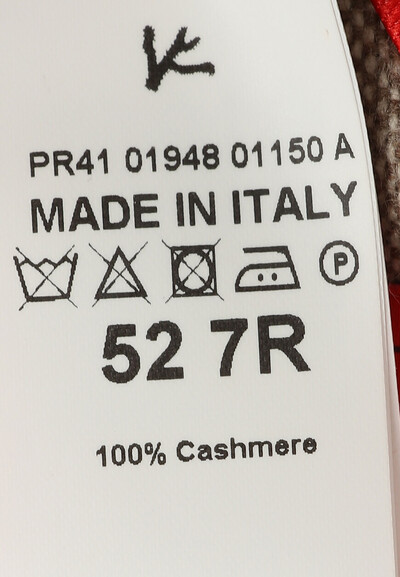 PR41 01948 01150 A
MADE IN ITALY
P
52 7R
100% Cashmere